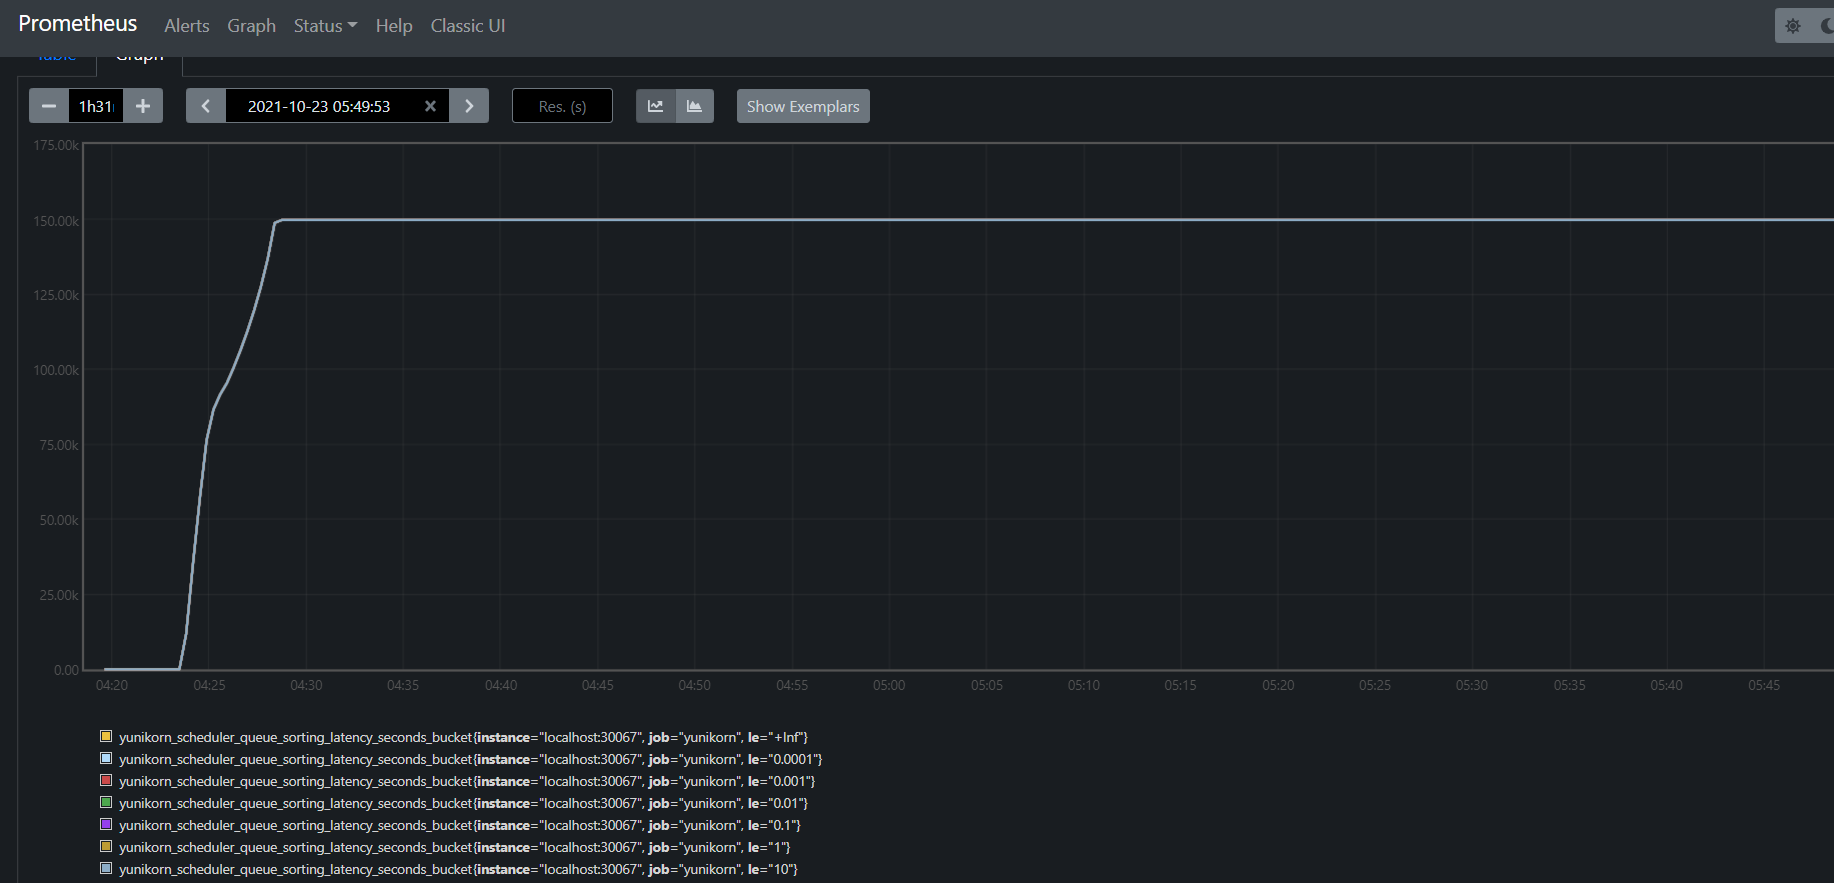 Prometheus Alerts Graph Status Help Classic UI
Table Graph
1h31 2021-10-23 05:49:53 Res. (s) Show Exemplars
175.00k
150.00k
125.00k
100.00k
75.00k
50.00k
25.00k
0.00
04:20 04:25 04:30 04:35 04:40 04:45 04:50 04:55 05:00 05:05 05:10 05:15 05:20 05:25 05:30 05:35 05:40 05:45
yunikorn_scheduler_queue_sorting_latency_seconds_bucket{instance="localhost:30067", job="yunikorn", le="+Inf"}
yunikorn_scheduler_queue_sorting_latency_seconds_bucket{instance="localhost:30067", job="yunikorn", le="0.0001"}
yunikorn_scheduler_queue_sorting_latency_seconds_bucket{instance="localhost:30067", job="yunikorn", le="0.001"}
yunikorn_scheduler_queue_sorting_latency_seconds_bucket{instance="localhost:30067", job="yunikorn", le="0.01"}
yunikorn_scheduler_queue_sorting_latency_seconds_bucket{instance="localhost:30067", job="yunikorn", le="0.1"}
yunikorn_scheduler_queue_sorting_latency_seconds_bucket{instance="localhost:30067", job="yunikorn", le="1"}
yunikorn_scheduler_queue_sorting_latency_seconds_bucket{instance="localhost:30067", job="yunikorn", le="10"}